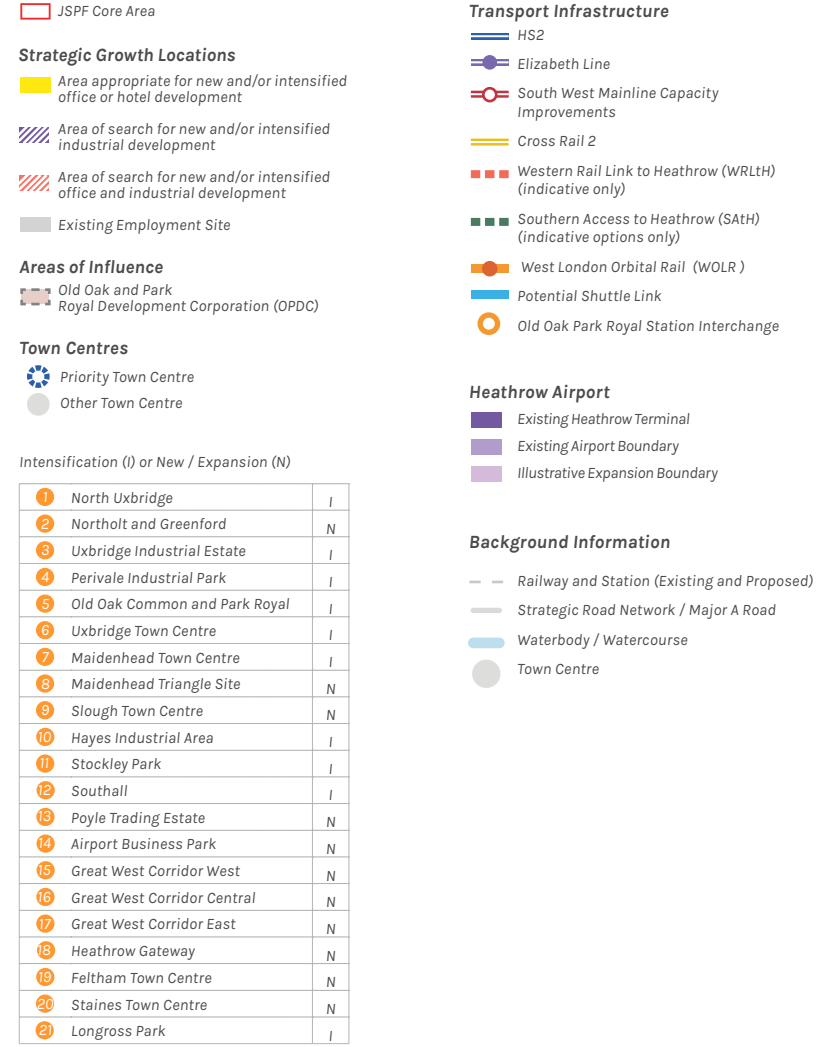 JSPF Core Area
Strategic Growth Locations
Area appropriate for new and/or intensified
office or hotel development
Area of search for new and/or intensified
industrial development
Area of search for new and/or intensified
office and industrial development
Existing Employment Site
Areas of Influence
Old Oak and Park
Royal Development Corporation (OPDC)
Town Centres
Priority Town Centre
Other Town Centre
Intensification (I) or New / Expansion (N)
1 North Uxbridge I
2 Northolt and Greenford N
3 Uxbridge Industrial Estate I
4 Perivale Industrial Park I
5 Old Oak Common and Park Royal I
6 Uxbridge Town Centre I
7 Maidenhead Town Centre I
8 Maidenhead Triangle Site N
9 Slough Town Centre N
10 Hayes Industrial Area I
11 Stockley Park I
12 Southall I
13 Poyle Trading Estate N
14 Airport Business Park N
15 Great West Corridor West N
16 Great West Corridor Central N
17 Great West Corridor East N
18 Heathrow Gateway N
19 Feltham Town Centre N
20 Staines Town Centre N
21 Longross Park I
Transport Infrastructure
HS2
Elizabeth Line
South West Mainline Capacity
Improvements
Cross Rail 2
Western Rail Link to Heathrow (WRLtH)
(indicative only)
Southern Access to Heathrow (SAtH)
(indicative options only)
West London Orbital Rail (WOLR )
Potential Shuttle Link
Old Oak Park Royal Station Interchange
Heathrow Airport
Existing Heathrow Terminal
Existing Airport Boundary
Illustrative Expansion Boundary
Background Information
Railway and Station (Existing and Proposed)
Strategic Road Network / Major A Road
Waterbody / Watercourse
Town Centre